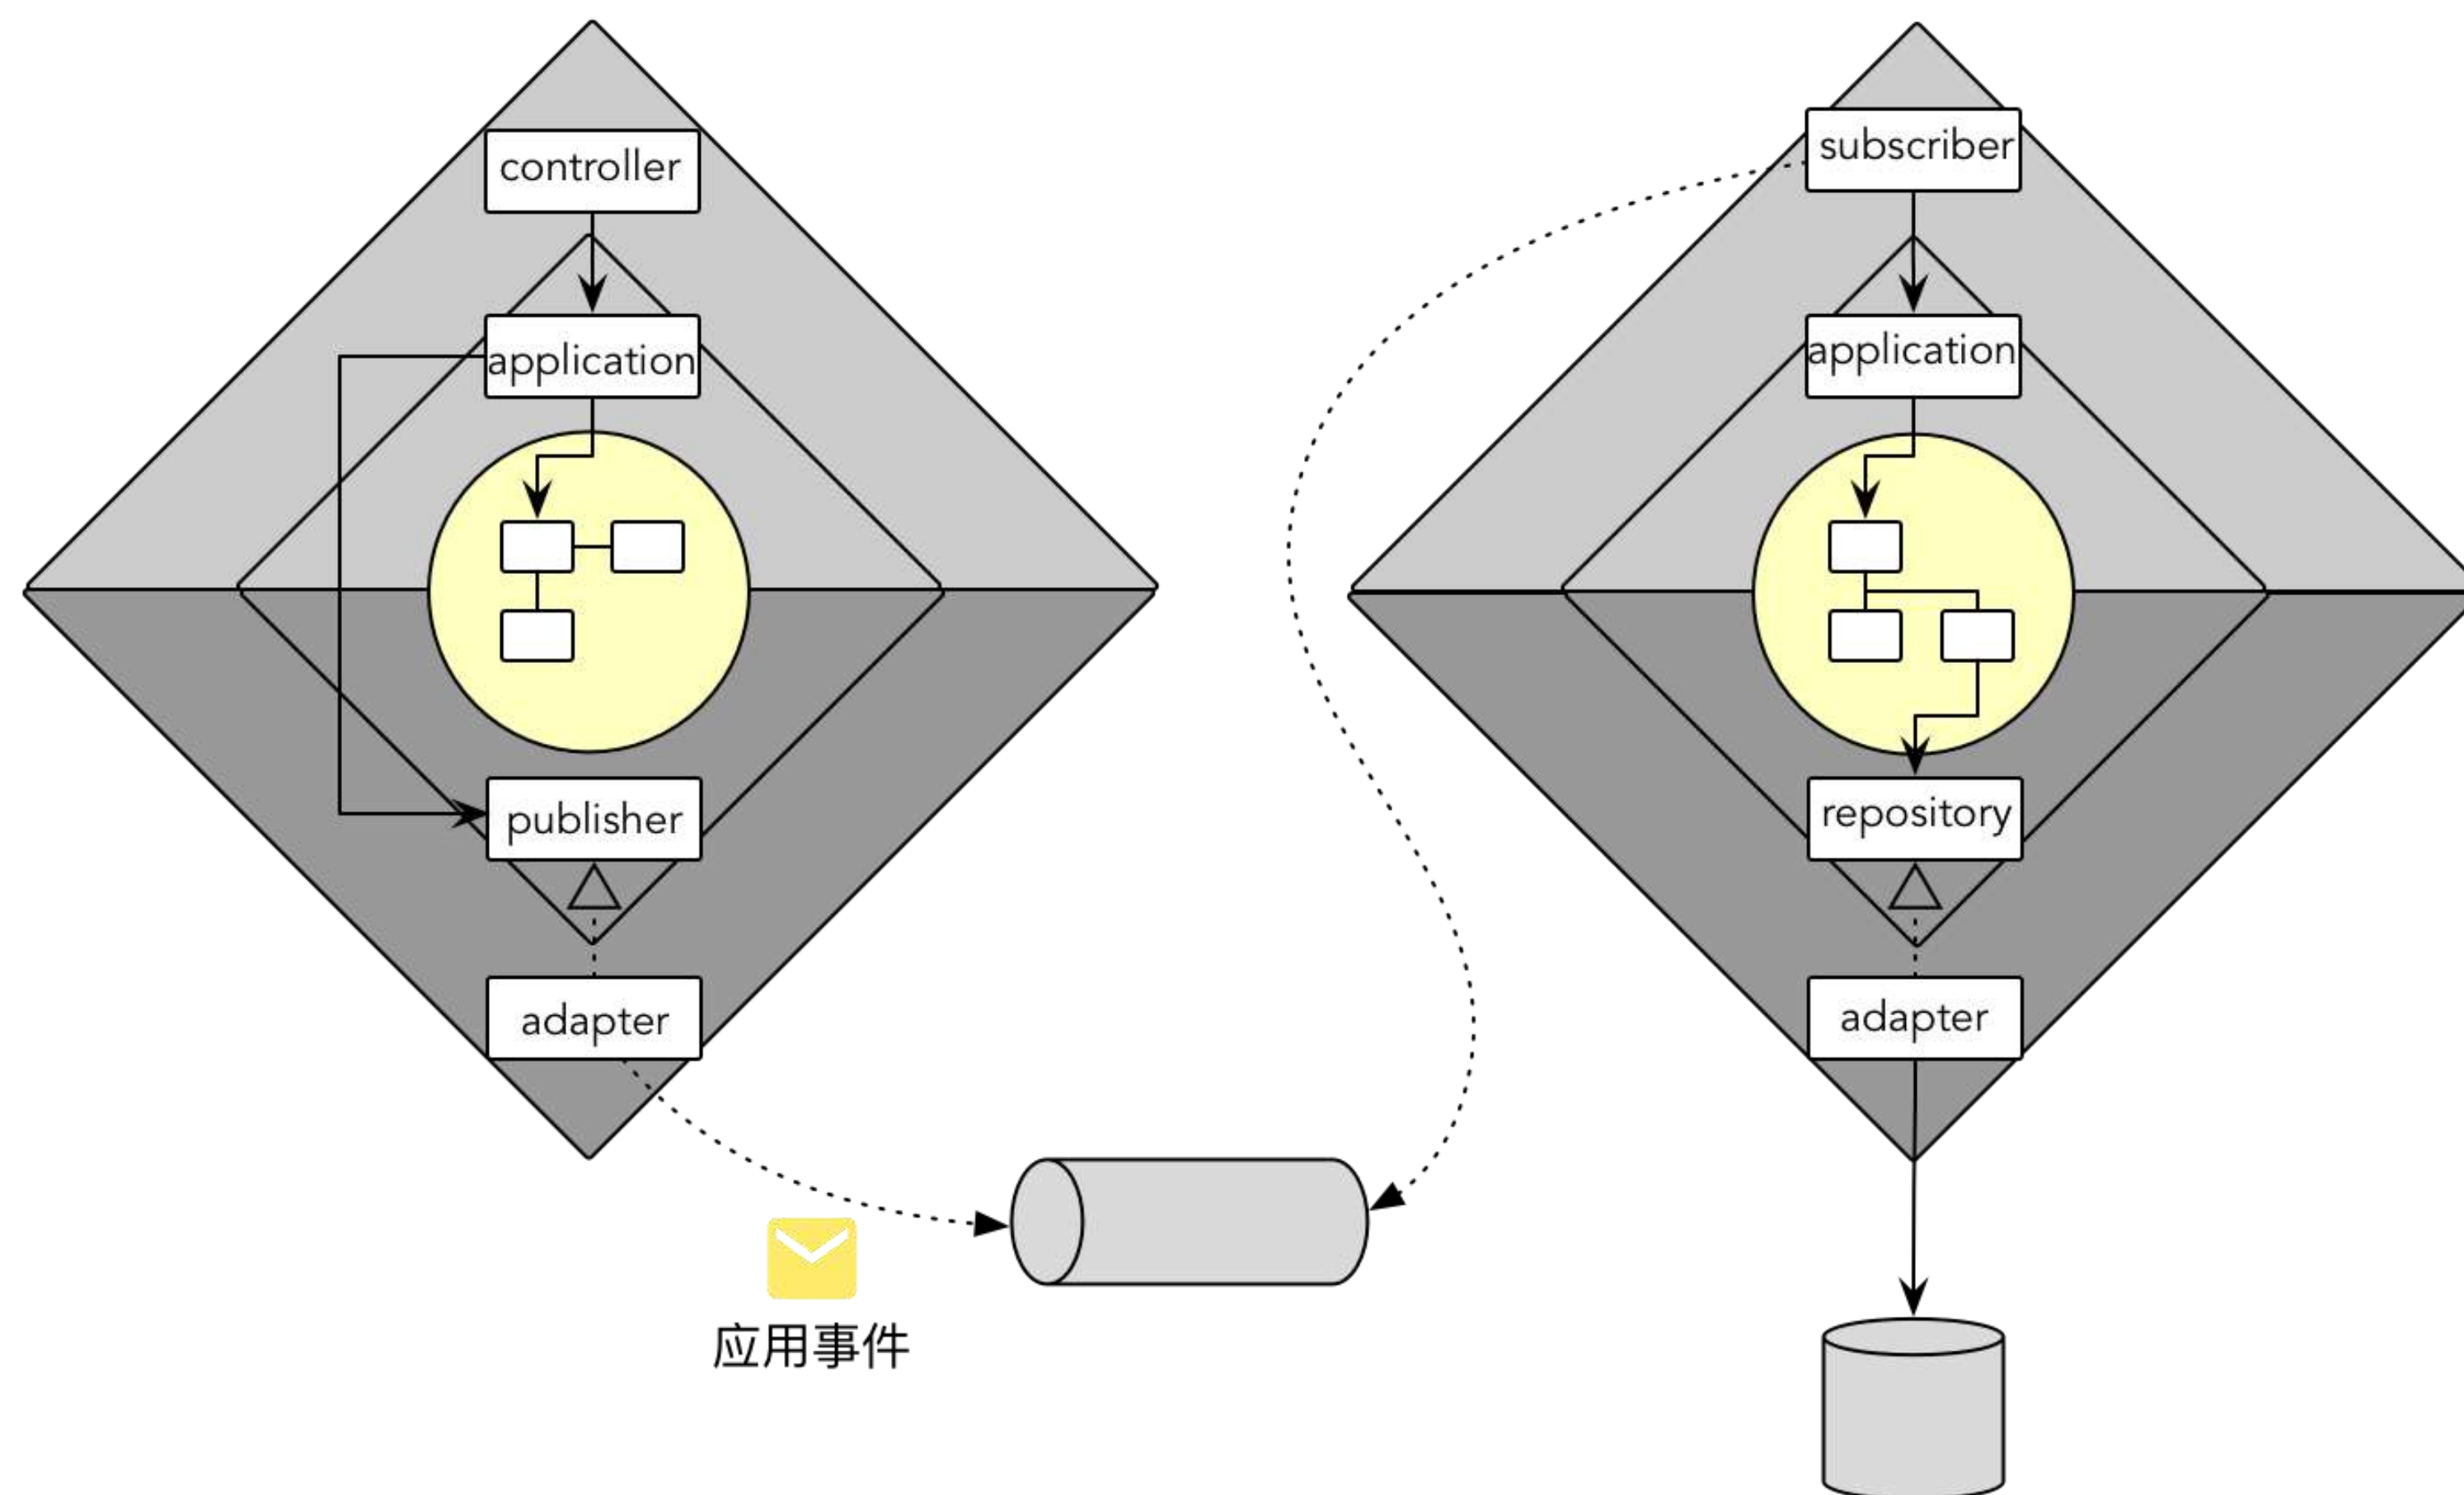 controller
application
publisher
adapter
应用事件
subscriber
application
repository
adapter